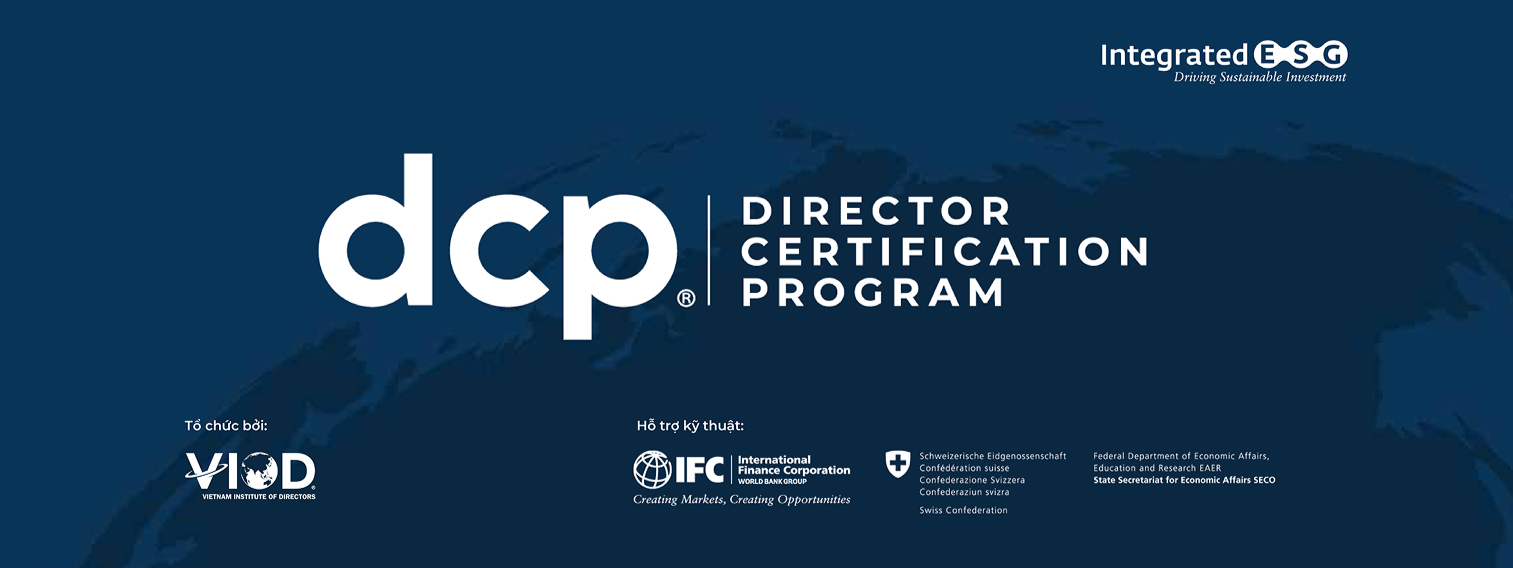 Integrated ESG
Driving Sustainable Investment
dcp®
DIRECTOR
CERTIFICATION
PROGRAM
Tổ chức bởi:
VIOD®
VIETNAM INSTITUTE OF DIRECTORS
Hỗ trợ kỹ thuật:
IFC
International
Finance Corporation
WORLD BANK GROUP
Creating Markets, Creating Opportunities
Schweizerische Eidgenossenschaft
Confédération suisse
Confederazione Svizzera
Confederaziun svizra
Swiss Confederation
Federal Department of Economic Affairs,
Education and Research EAER
State Secretariat for Economic Affairs SECO